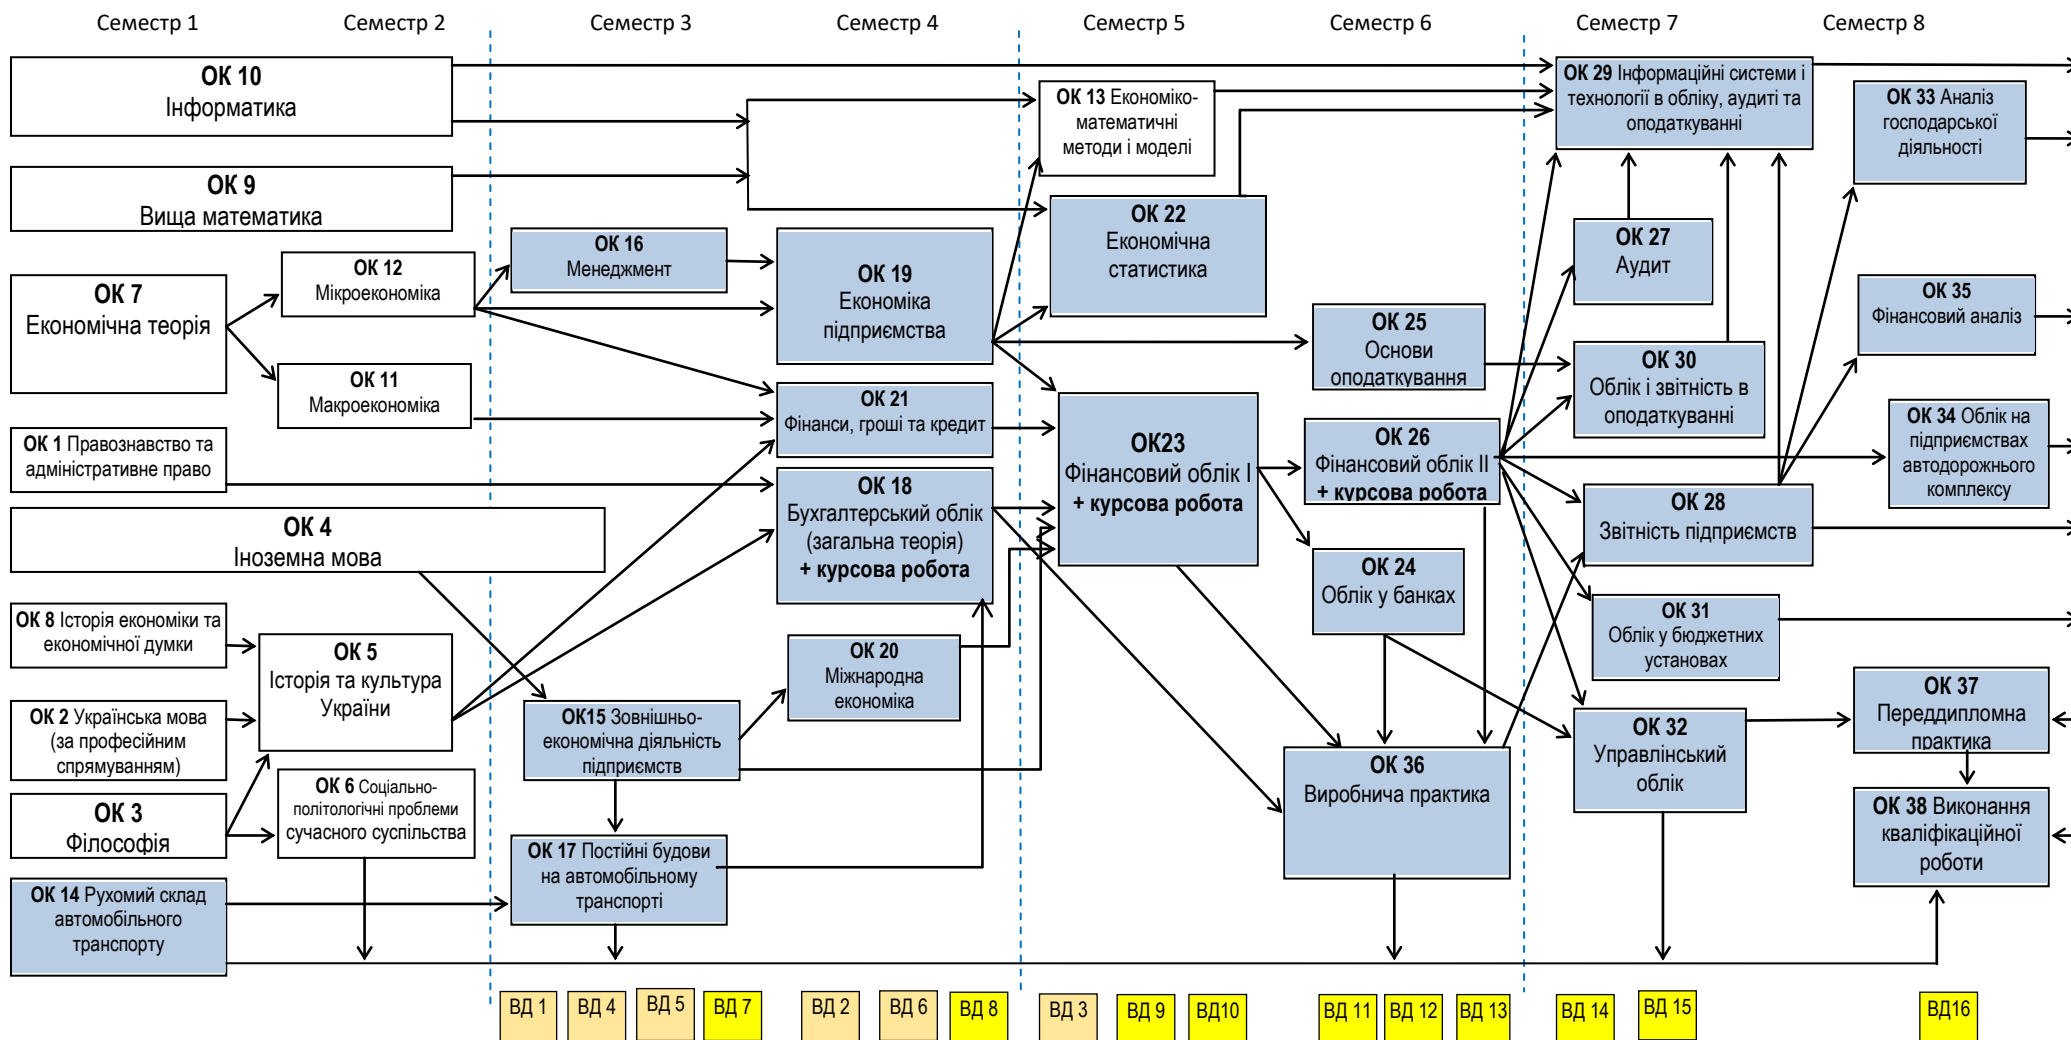 Семестр 1
Семестр 2
Семестр 3
Семестр 4
Семестр 5
Семестр 6
Семестр 7
Семестр 8
ОК 10
Інформатика
ОК 9
Вища математика
ОК 7
Економічна теорія
ОК 12
Мікроекономіка
ОК 11
Макроекономіка
ОК 1 Правознавство та
адміністративне право
ОК 4
Іноземна мова
ОК 8 Історія економіки та
економічної думки
ОК 5
Історія та культура
України
ОК 2 Українська мова
(за професійним
спрямуванням)
ОК 3
Філософія
ОК 6 Соціально-
політологічні проблеми
сучасного суспільства
ОК 14 Рухомий склад
автомобільного
транспорту
ОК 16
Менеджмент
ОК15 Зовнішньо-
економічна діяльність
підприємств
ОК 17 Постійні будови
на автомобільному
транспорті
ОК 19
Економіка
підприємства
ОК 21
Фінанси, гроші та кредит
ОК 18
Бухгалтерський облік
(загальна теорія)
+ курсова робота
ОК 20
Міжнародна
економіка
ОК 13 Економіко-
математичні
методи і моделі
ОК 22
Економічна
статистика
ОК23
Фінансовий облік І
+ курсова робота
ОК 25
Основи
оподаткування
ОК 26
Фінансовий облік ІІ
+ курсова робота
ОК 24
Облік у банках
ОК 36
Виробнича практика
ОК 29 Інформаційні системи і
технології в обліку, аудиті та
оподаткуванні
ОК 27
Аудит
ОК 30
Облік і звітність в
оподаткуванні
ОК 28
Звітність підприємств
ОК 31
Облік у бюджетних
установах
ОК 32
Управлінський
облік
ОК 33 Аналіз
господарської
діяльності
ОК 35
Фінансовий аналіз
ОК 34 Облік на
підприємствах
автодорожнього
комплексу
ОК 37
Переддипломна
практика
ОК 38 Виконання
кваліфікаційної
роботи
ВД 1
ВД 4
ВД 5
ВД 7
ВД 2
ВД 6
ВД 8
ВД 3
ВД 9
ВД10
ВД 11
ВД 12
ВД 13
ВД 14
ВД 15
ВД16